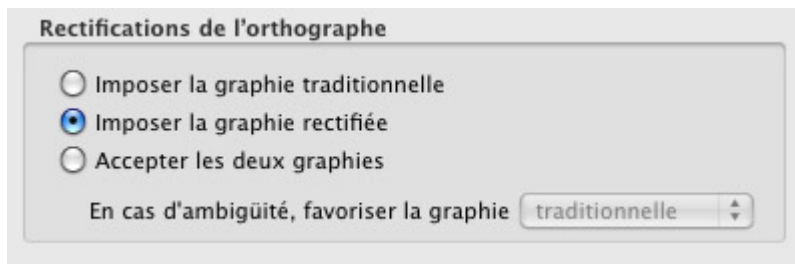 Rectifications de l'orthographe
Imposer la graphie traditionnelle
Imposer la graphie rectifiée
Accepter les deux graphies
En cas d'ambigüité, favoriser la graphie traditionnelle